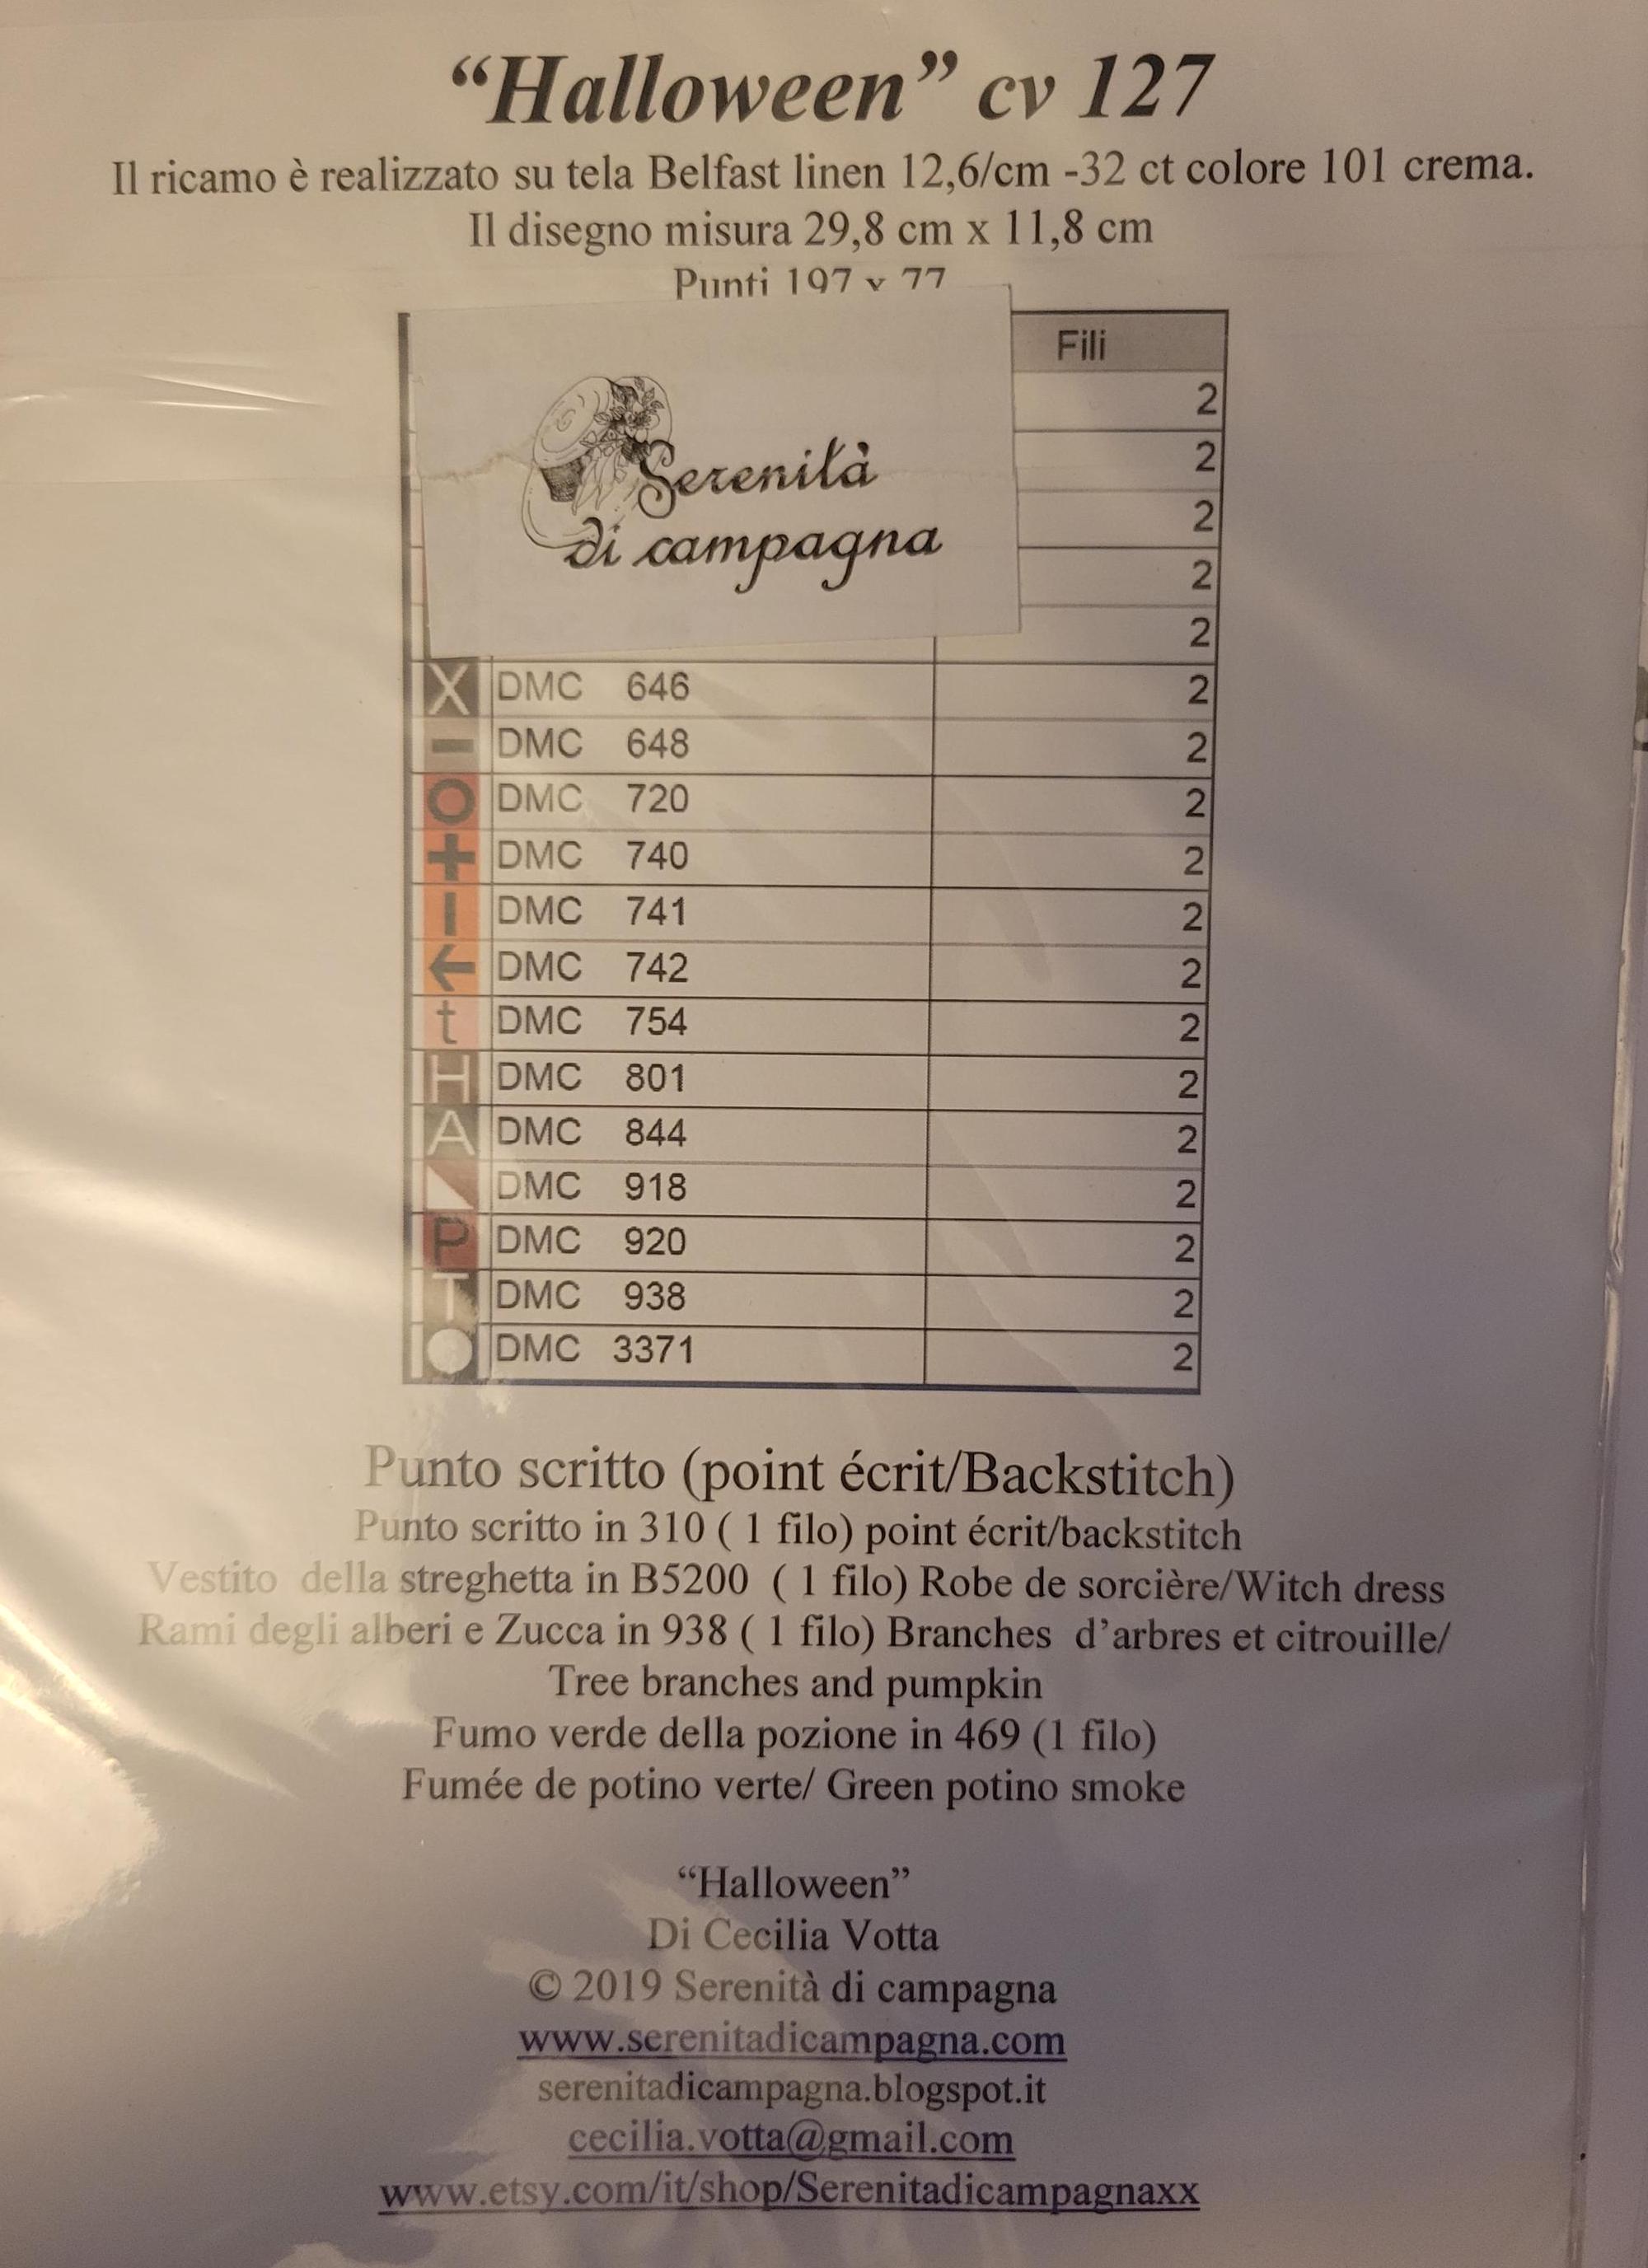 “Halloween” cv 127
Il ricamo è realizzato su tela Belfast linen 12,6/cm -32 ct colore 101 crema.
Il disegno misura 29,8 cm x 11,8 cm
Punti 197 x 77
Fili
2
2
2
2
2
Serenità
di campagna
X DMC 646 2
- DMC 648 2
O DMC 720 2
+ DMC 740 2
I DMC 741 2
← DMC 742 2
t DMC 754 2
H DMC 801 2
A DMC 844 2
DMC 918 2
P DMC 920 2
T DMC 938 2
DMC 3371 2
Punto scritto (point écrit/Backstitch)
Punto scritto in 310 ( 1 filo) point écrit/backstitch
Vestito della streghetta in B5200 ( 1 filo) Robe de sorcière/Witch dress
Rami degli alberi e Zucca in 938 ( 1 filo) Branches d’arbres et citrouille/
Tree branches and pumpkin
Fumo verde della pozione in 469 (1 filo)
Fumée de potino verte/ Green potino smoke
“Halloween”
Di Cecilia Votta
© 2019 Serenità di campagna
www.serenitadicampagna.com
serenitadicampagna.blogspot.it
cecilia.votta@gmail.com
www.etsy.com/it/shop/Serenitadicampagnaxx